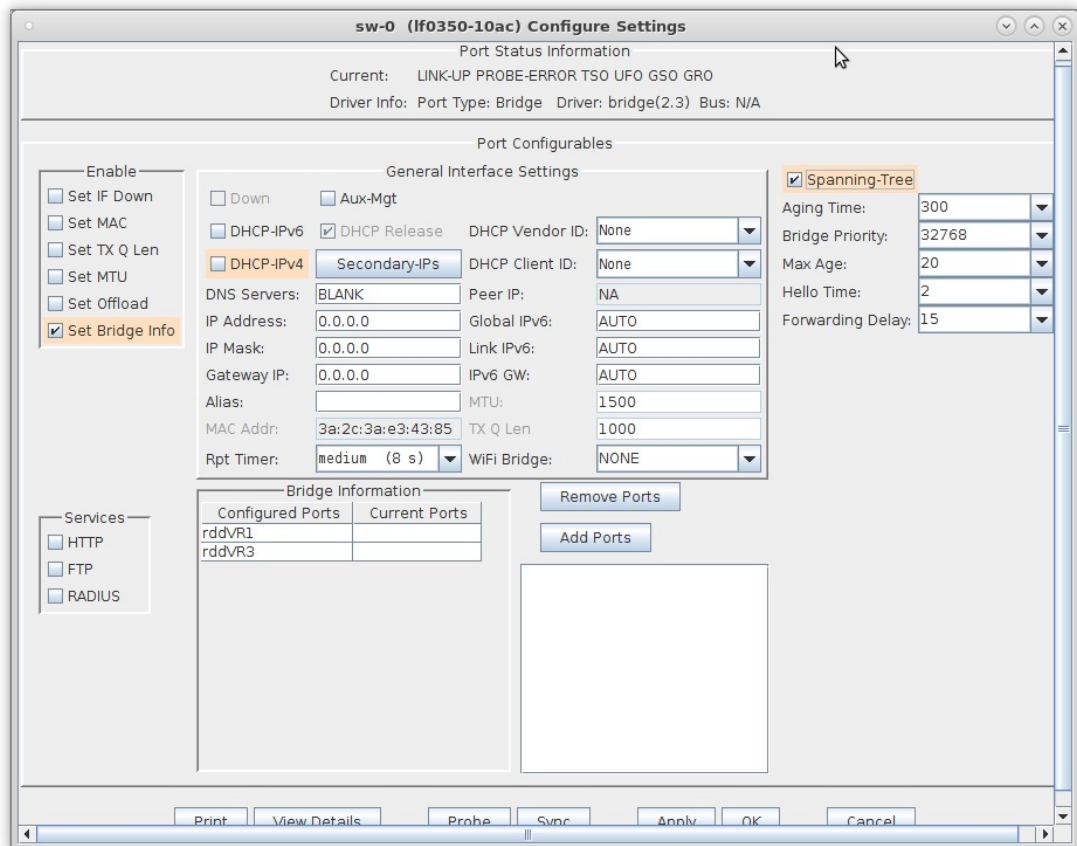 sw-0 (lf0350-10ac) Configure Settings
Port Status Information
Current: LINK-UP PROBE-ERROR TSO UFO GSO GRO
Driver Info: Port Type: Bridge Driver: bridge(2.3) Bus: N/A
Port Configurables
Enable
Set IF Down
Set MAC
Set TX Q Len
Set MTU
Set Offload
Set Bridge Info
General Interface Settings
Down Aux-Mgt
DHCP-IPv6 DHCP Release DHCP Vendor ID: None
DHCP-IPv4 Secondary-IPs DHCP Client ID: None
DNS Servers: BLANK Peer IP: NA
IP Address: 0.0.0.0 Global IPv6: AUTO
IP Mask: 0.0.0.0 Link IPv6: AUTO
Gateway IP: 0.0.0.0 IPv6 GW: AUTO
Alias: MTU: 1500
MAC Addr: 3a:2c:3a:e3:43:85 TX Q Len 1000
Rpt Timer: medium (8 s) WiFi Bridge: NONE
Spanning-Tree
Aging Time: 300
Bridge Priority: 32768
Max Age: 20
Hello Time: 2
Forwarding Delay: 15
Services
HTTP
FTP
RADIUS
Bridge Information
Configured Ports Current Ports
rddVR1
rddVR3
Remove Ports
Add Ports
Print View Details Probe Sync Apply OK Cancel